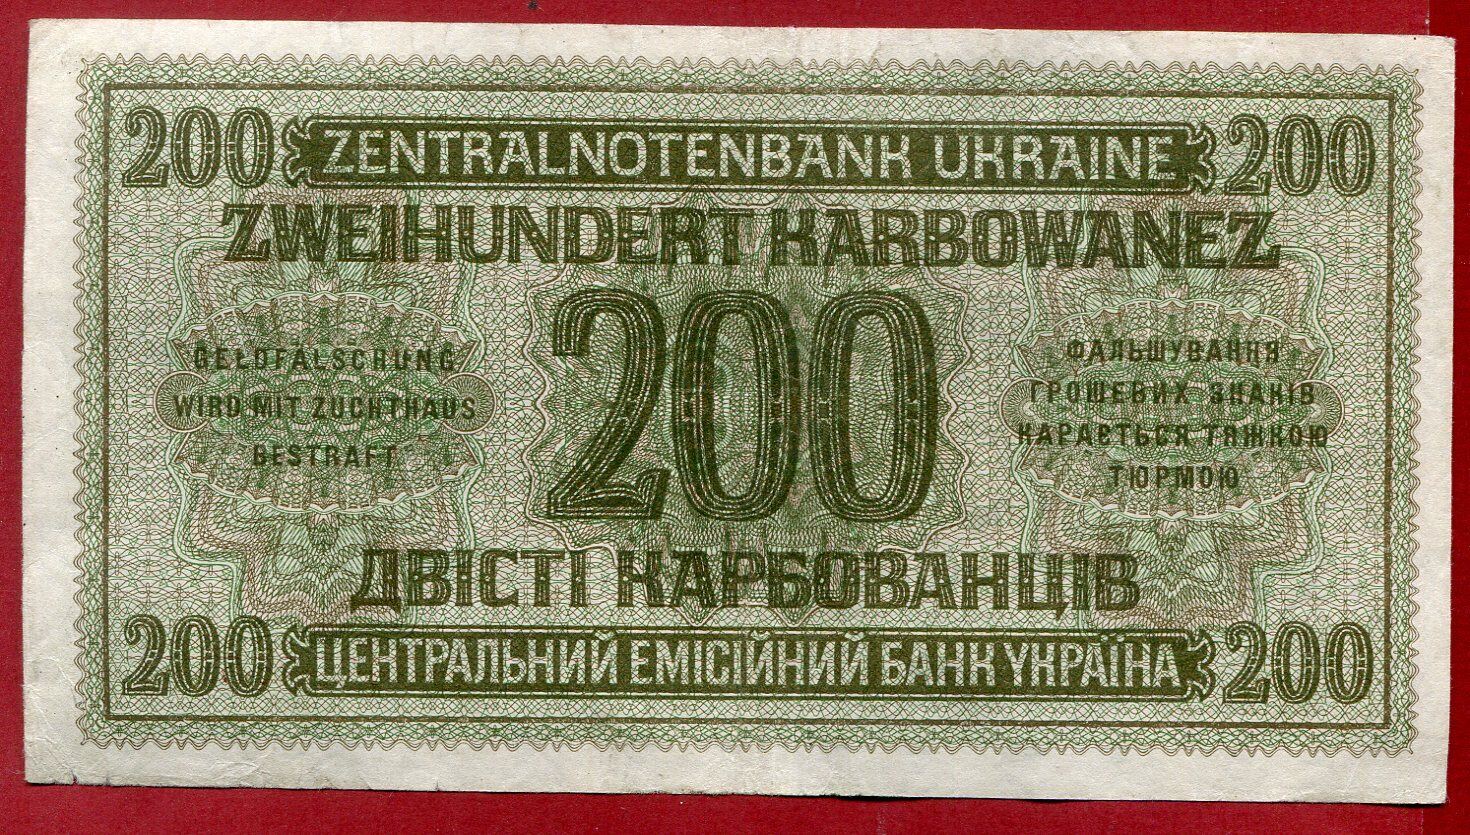 200 ZENTRALNOTENBANK UKRAINE 200
ZWEIHUNDERT KARBOWANEZ
200
GELDFÄLSCHUNG
WIRD MIT ZUCHTHAUS
BESTRAFT
ФАЛЬШУВАННЯ
ГРОШЕВИХ ЗНАКІВ
КАРАЄТЬСЯ ТЯЖКОЮ
ТЮРМОЮ
ДВІСТІ КАРБОВАНЦІВ
200 ЦЕНТРАЛЬНИЙ ЕМІСІЙНИЙ БАНК УКРАЇНА 200